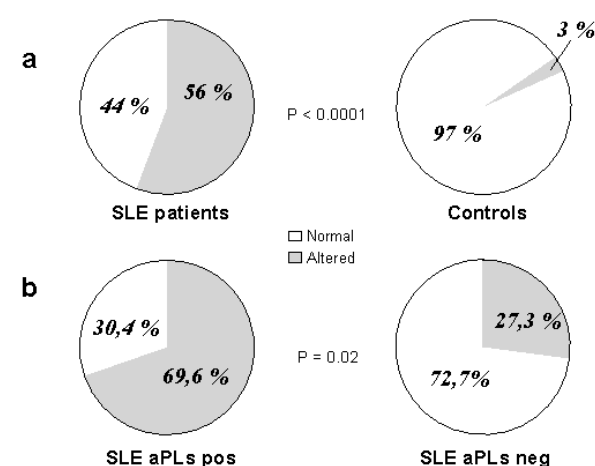 a
44 %
56 %
SLE patients
P < 0.0001
3 %
97 %
Controls
Normal
Altered
b
30,4 %
69,6 %
SLE aPLs pos
P = 0.02
27,3 %
72,7%
SLE aPLs neg